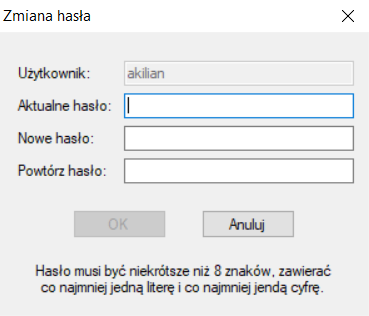 Zmiana hasła
Użytkownik: akilian
Aktualne hasło:
Nowe hasło:
Powtórz hasło:
OK Anuluj
Hasło musi być niekrótsze niż 8 znaków, zawierać
co najmniej jedną literę i co najmniej jendą cyfrę.